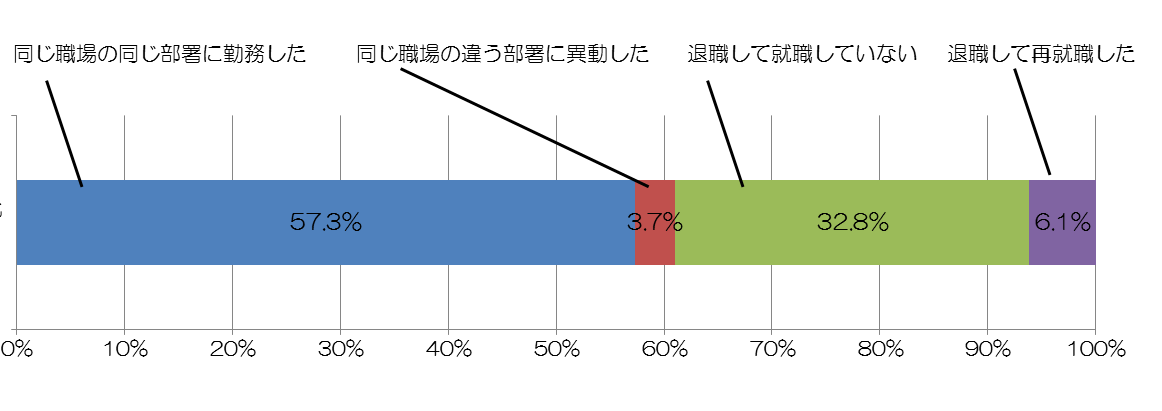 同じ職場の同じ部署に勤務した 同じ職場の違う部署に異動した 退職して就職していない 退職して再就職した
57.3% 3.7% 32.8% 6.1%
0% 10% 20% 30% 40% 50% 60% 70% 80% 90% 100%